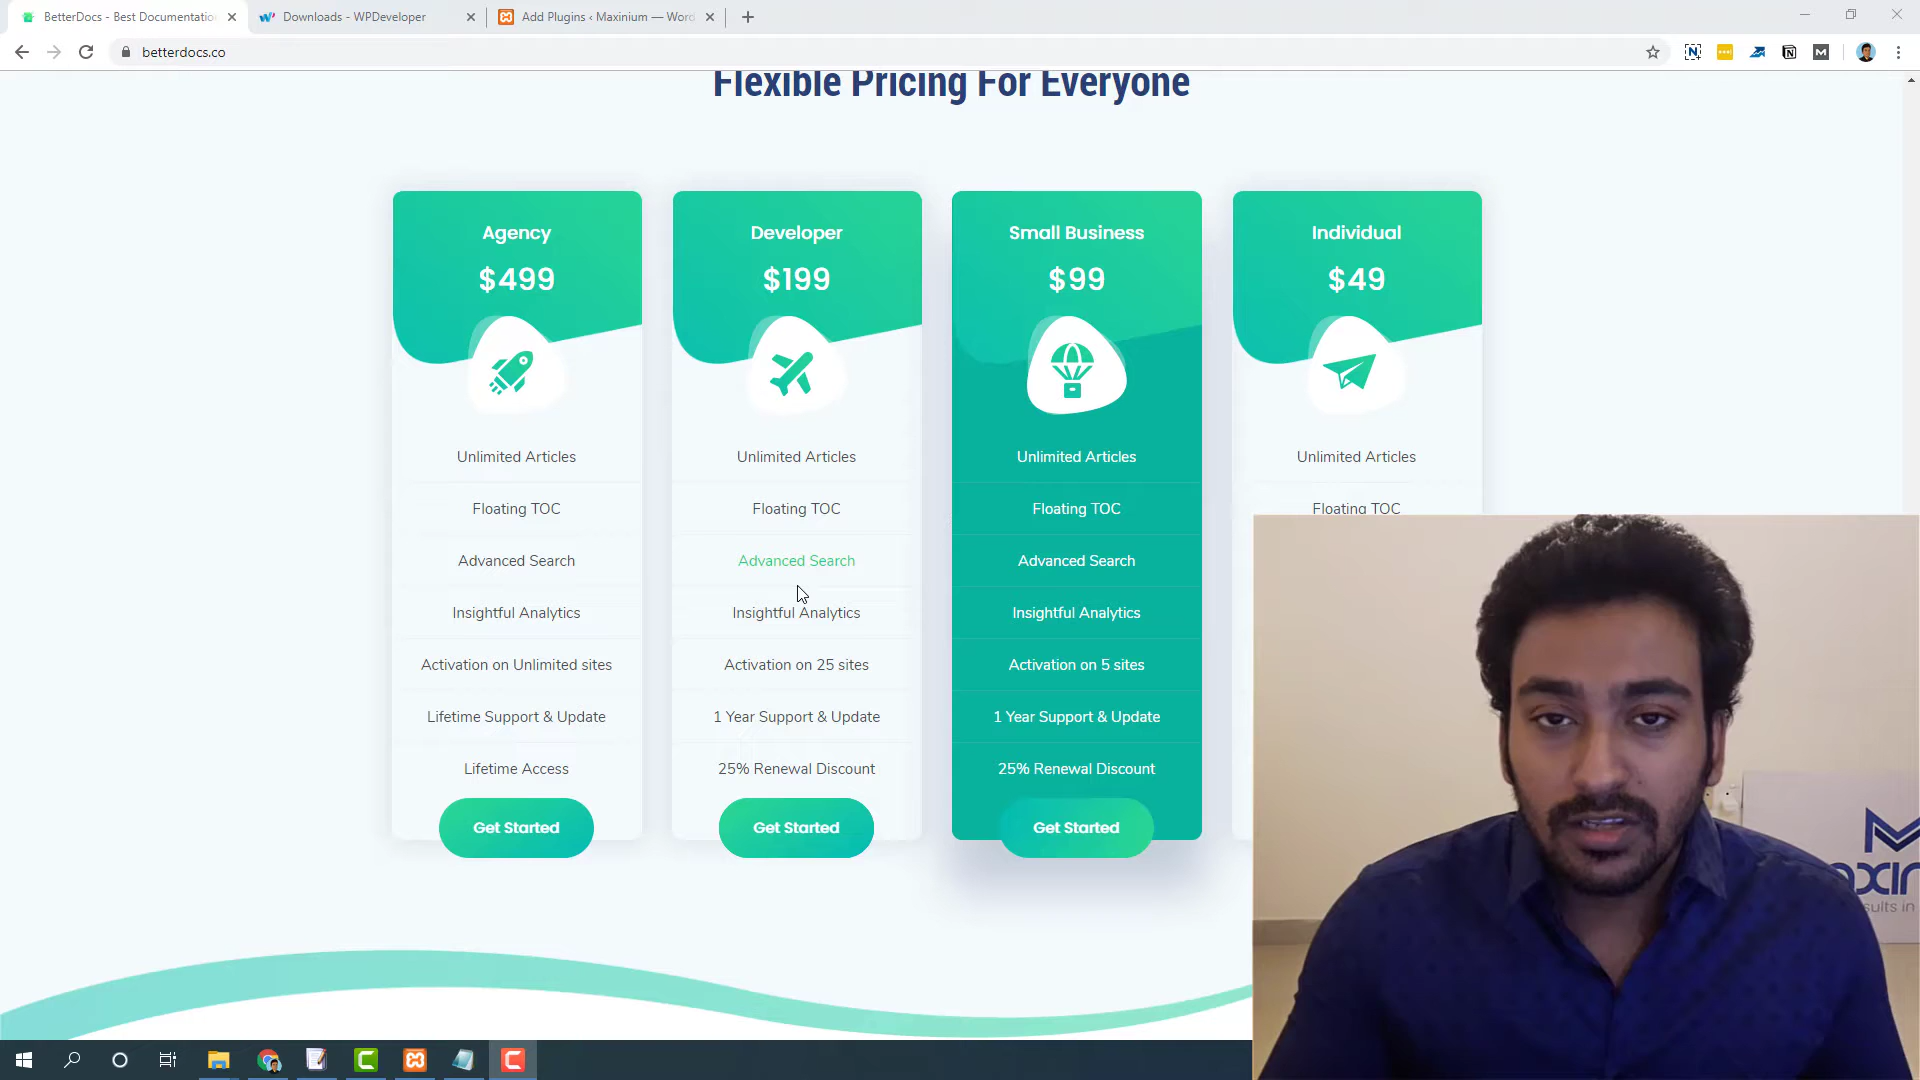 BetterDocs - Best Documentatio
Downloads - WPDeveloper
Add Plugins ‹ Maxinium — Wor
betterdocs.co
Flexible Pricing For Everyone
Agency
$499
Unlimited Articles
Floating TOC
Advanced Search
Insightful Analytics
Activation on Unlimited sites
Lifetime Support & Update
Lifetime Access
Get Started
Developer
$199
Unlimited Articles
Floating TOC
Advanced Search
Insightful Analytics
Activation on 25 sites
1 Year Support & Update
25% Renewal Discount
Get Started
Small Business
$99
Unlimited Articles
Floating TOC
Advanced Search
Insightful Analytics
Activation on 5 sites
1 Year Support & Update
25% Renewal Discount
Get Started
Individual
$49
Unlimited Articles
Floating TOC
axin
sults in